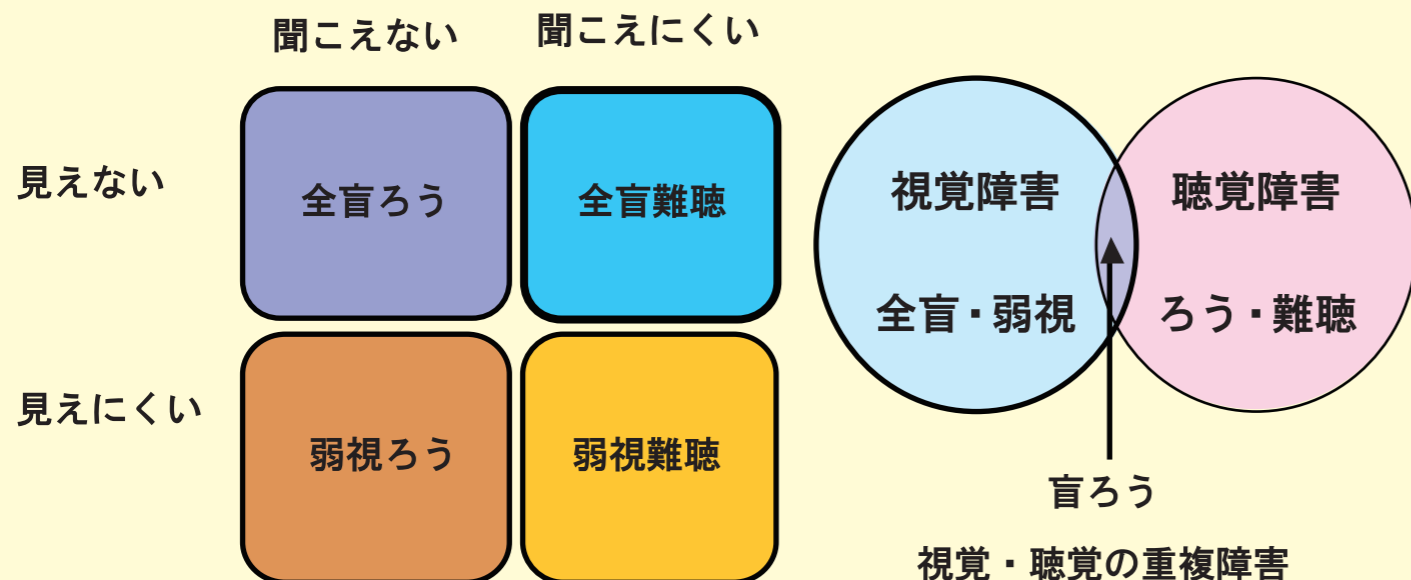 聞こえない
聞こえにくい
見えない
全盲ろう
全盲難聴
見えにくい
弱視ろう
弱視難聴
視覚障害
全盲・弱視
聴覚障害
ろう・難聴
盲ろう
視覚・聴覚の重複障害